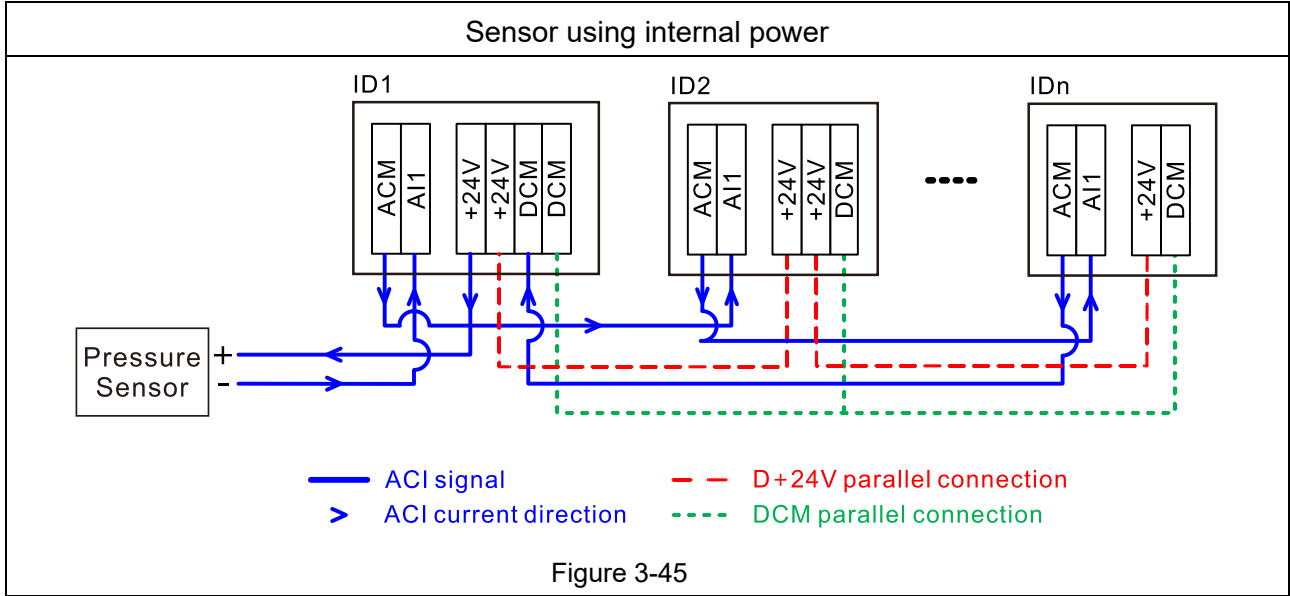 Sensor using internal power
ID1
ID2
IDn
ACM
AI1
+24V
+24V
DCM
DCM
ACM
AI1
+24V
+24V
DCM
ACM
AI1
+24V
DCM
Pressure
Sensor
+
-
ACI signal
D+24V parallel connection
ACI current direction
DCM parallel connection
Figure 3-45